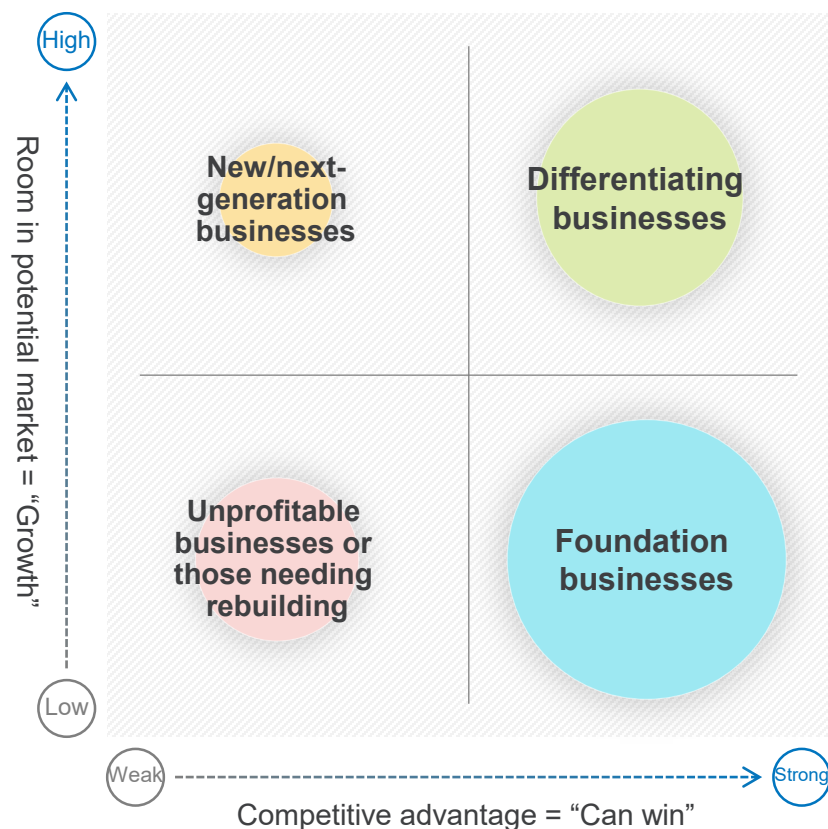 High
Room in potential market = “Growth”
Low
New/next-
generation
businesses
Differentiating
businesses
Unprofitable
businesses or
those needing
rebuilding
Foundation
businesses
Weak
Strong
Competitive advantage = “Can win”